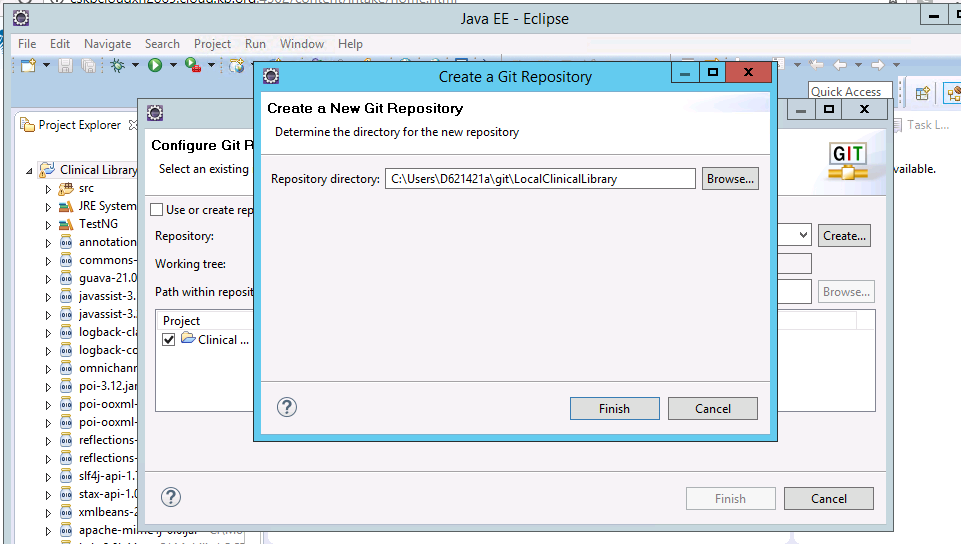 Java EE - Eclipse
File Edit Navigate Search Project Run Window Help
Quick Access
Project Explorer
Task L...
Clinical Library
src
JRE System
TestNG
annotation
commons-
guava-21.0
javassist-3.
javassist-3.
logback-cla
logback-co
omnichann
poi-3.12.jar
poi-ooxml-
poi-ooxml-
reflections-
reflections-
slf4j-api-1.7
stax-api-1.0
xmlbeans-2
vailable.
Configure Git R
Select an existing
GIT
Use or create rep
Repository:
Create...
Working tree:
Path within reposit
Browse...
Project
Clinical ...
Finish
Cancel
Create a Git Repository
Create a New Git Repository
Determine the directory for the new repository
Repository directory: C:\Users\D621421a\git\LocalClinicalLibrary Browse...
Finish
Cancel